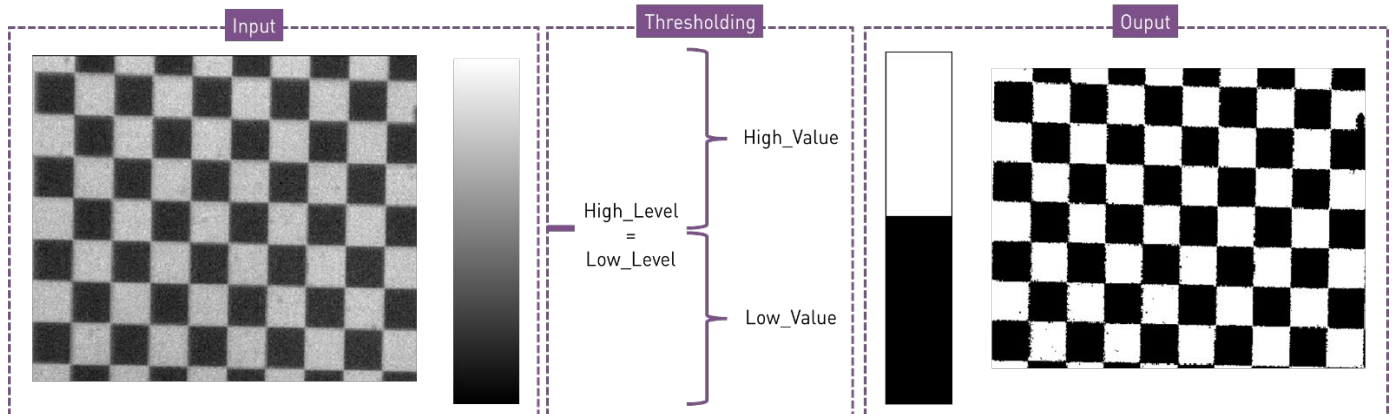 Input
Thresholding
Ouput
High_Value
High_Level
=
Low_Level
Low_Value